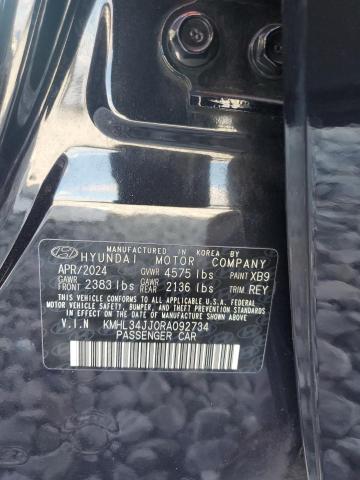 MANUFACTURED IN KOREA BY
HYUNDAI MOTOR COMPANY
APR/2024 GVWR 4575 lbs PAINT XB9
GAWR FRONT 2383 lbs GAWR REAR 2136 lbs TRIM REY
THIS VEHICLE CONFORMS TO ALL APPLICABLE
U.S. FEDERAL MOTOR VEHICLE SAFETY, BUMPER,
AND THEFT PREVENTION STANDARDS
IN EFFECT ON THE DATE OF MANUFACTURE
SHOWN ABOVE.
V.I.N KMHL34JJ0RA092734
PASSENGER CAR